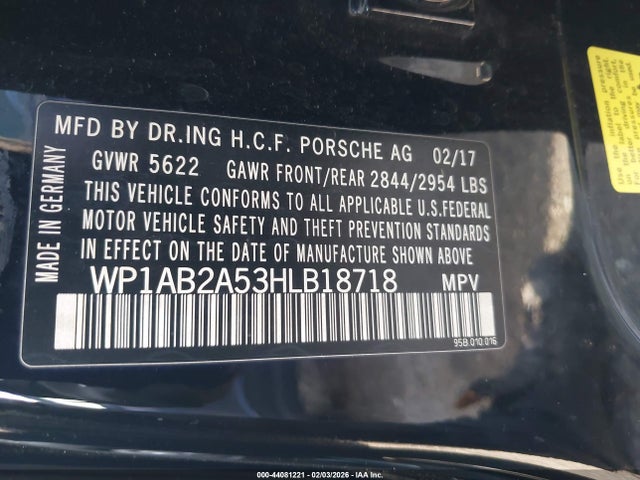 MFD BY DR.ING H.C.F. PORSCHE AG 02/17
GVWR 5622 GAWR FRONT/REAR 2844/2954 LBS
THIS VEHICLE CONFORMS TO ALL APPLICABLE U.S.FEDERAL
MOTOR VEHICLE SAFETY AND THEFT PREVENTION STANDARDS
IN EFFECT ON THE DATE OF MANUFACTURE SHOWN ABOVE
WP1AB2A53HLB18718 MPV
95B.010.016
MADE IN GERMANY
000-44081221 - 02/03/2026 - IAA Inc.